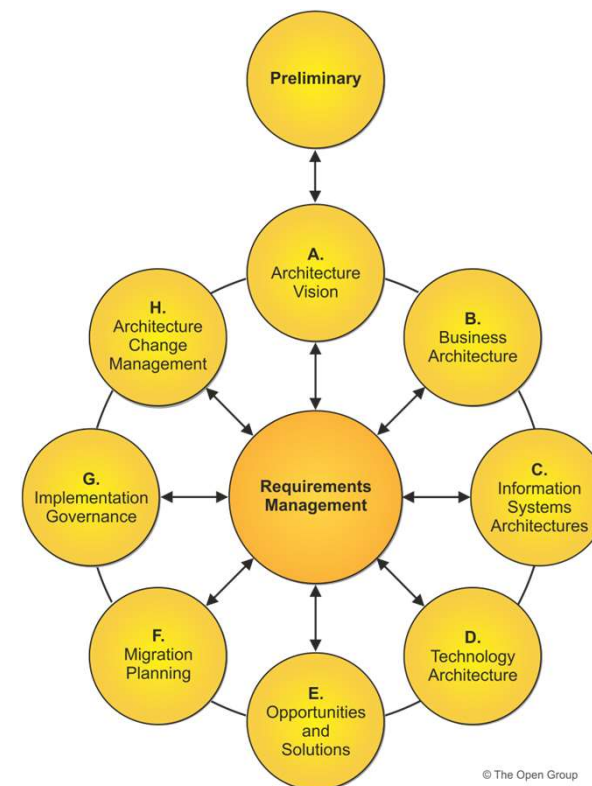 Preliminary
A.
Architecture
Vision
B.
Business
Architecture
C.
Information
Systems
Architectures
D.
Technology
Architecture
E.
Opportunities
and
Solutions
F.
Migration
Planning
G.
Implementation
Governance
H.
Architecture
Change
Management
Requirements
Management
© The Open Group